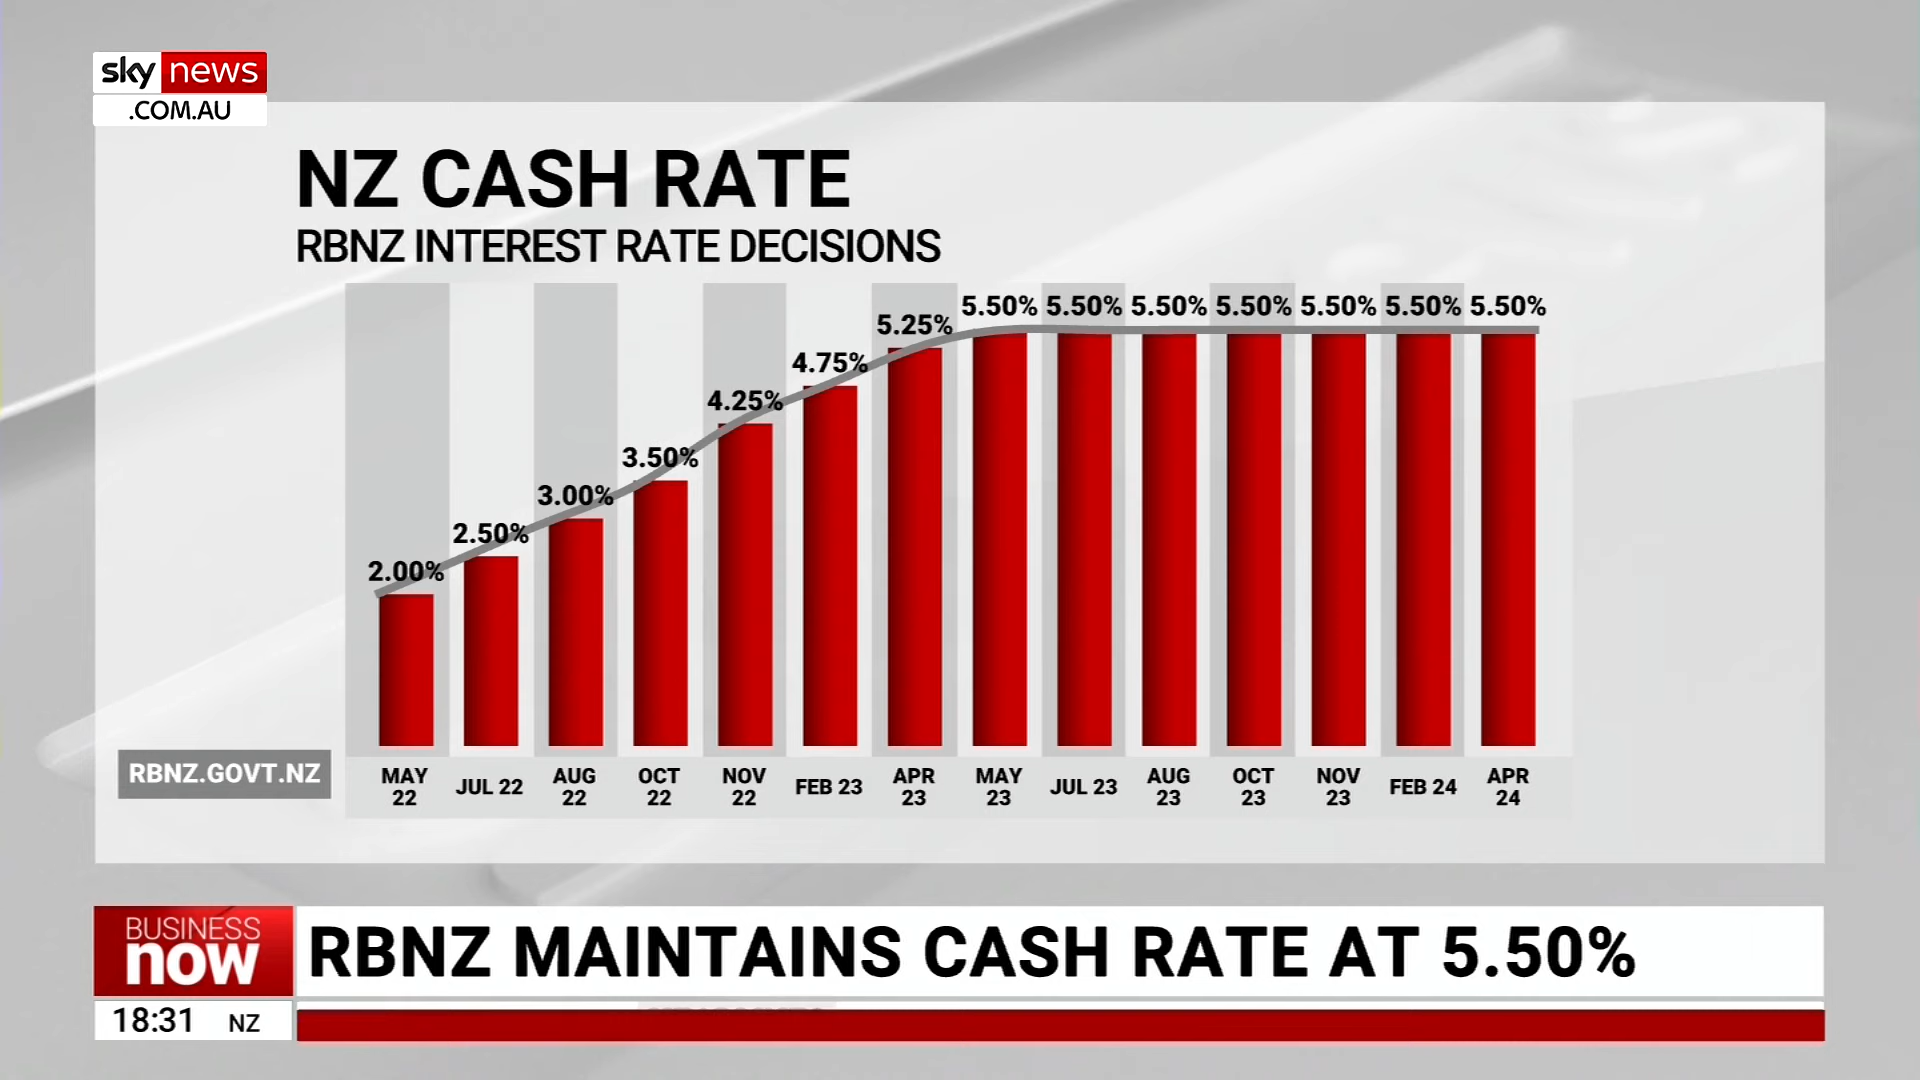 sky news
.COM.AU
NZ CASH RATE
RBNZ INTEREST RATE DECISIONS
2.00%
2.50%
3.00%
3.50%
4.25%
4.75%
5.25%
5.50%
5.50%
5.50%
5.50%
5.50%
5.50%
5.50%
RBNZ.GOVT.NZ
MAY
22
JUL 22
AUG
22
OCT
22
NOV
22
FEB 23
APR
23
MAY
23
JUL 23
AUG
23
OCT
23
NOV
23
FEB 24
APR
24
BUSINESS
now
RBNZ MAINTAINS CASH RATE AT 5.50%
18:31 NZ